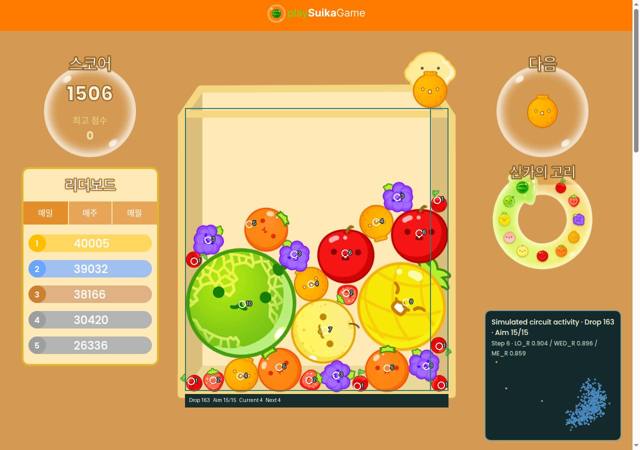 playSuikaGame
스코어
1506
최고 점수
0
다음
리더보드
매일 매주 매월
1 40005
2 39032
3 38166
4 30420
5 26336
싱카의 고리
Simulated circuit activity · Drop 163
· Aim 15/15
Step 6 · LO_R 0.904 / WED_R 0.896 /
ME_R 0.859
Drop 163 Aim 15/15 Current 4 Next 4